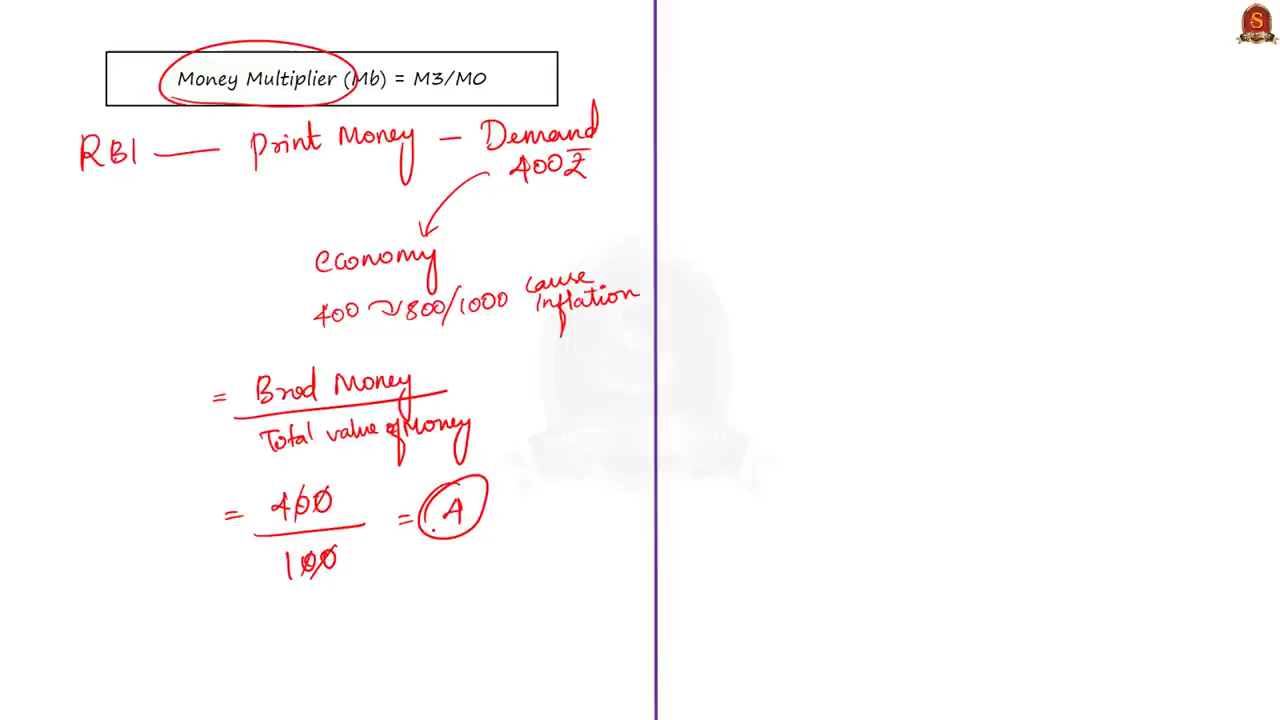 Money Multiplier (Mb) = M3/M0
RBI — Print Money — Demand
400₹
economy
400 ~ 800/1000 cause
Inflation
= Brod Money
Total value of Money
= 400
100
= 4
S